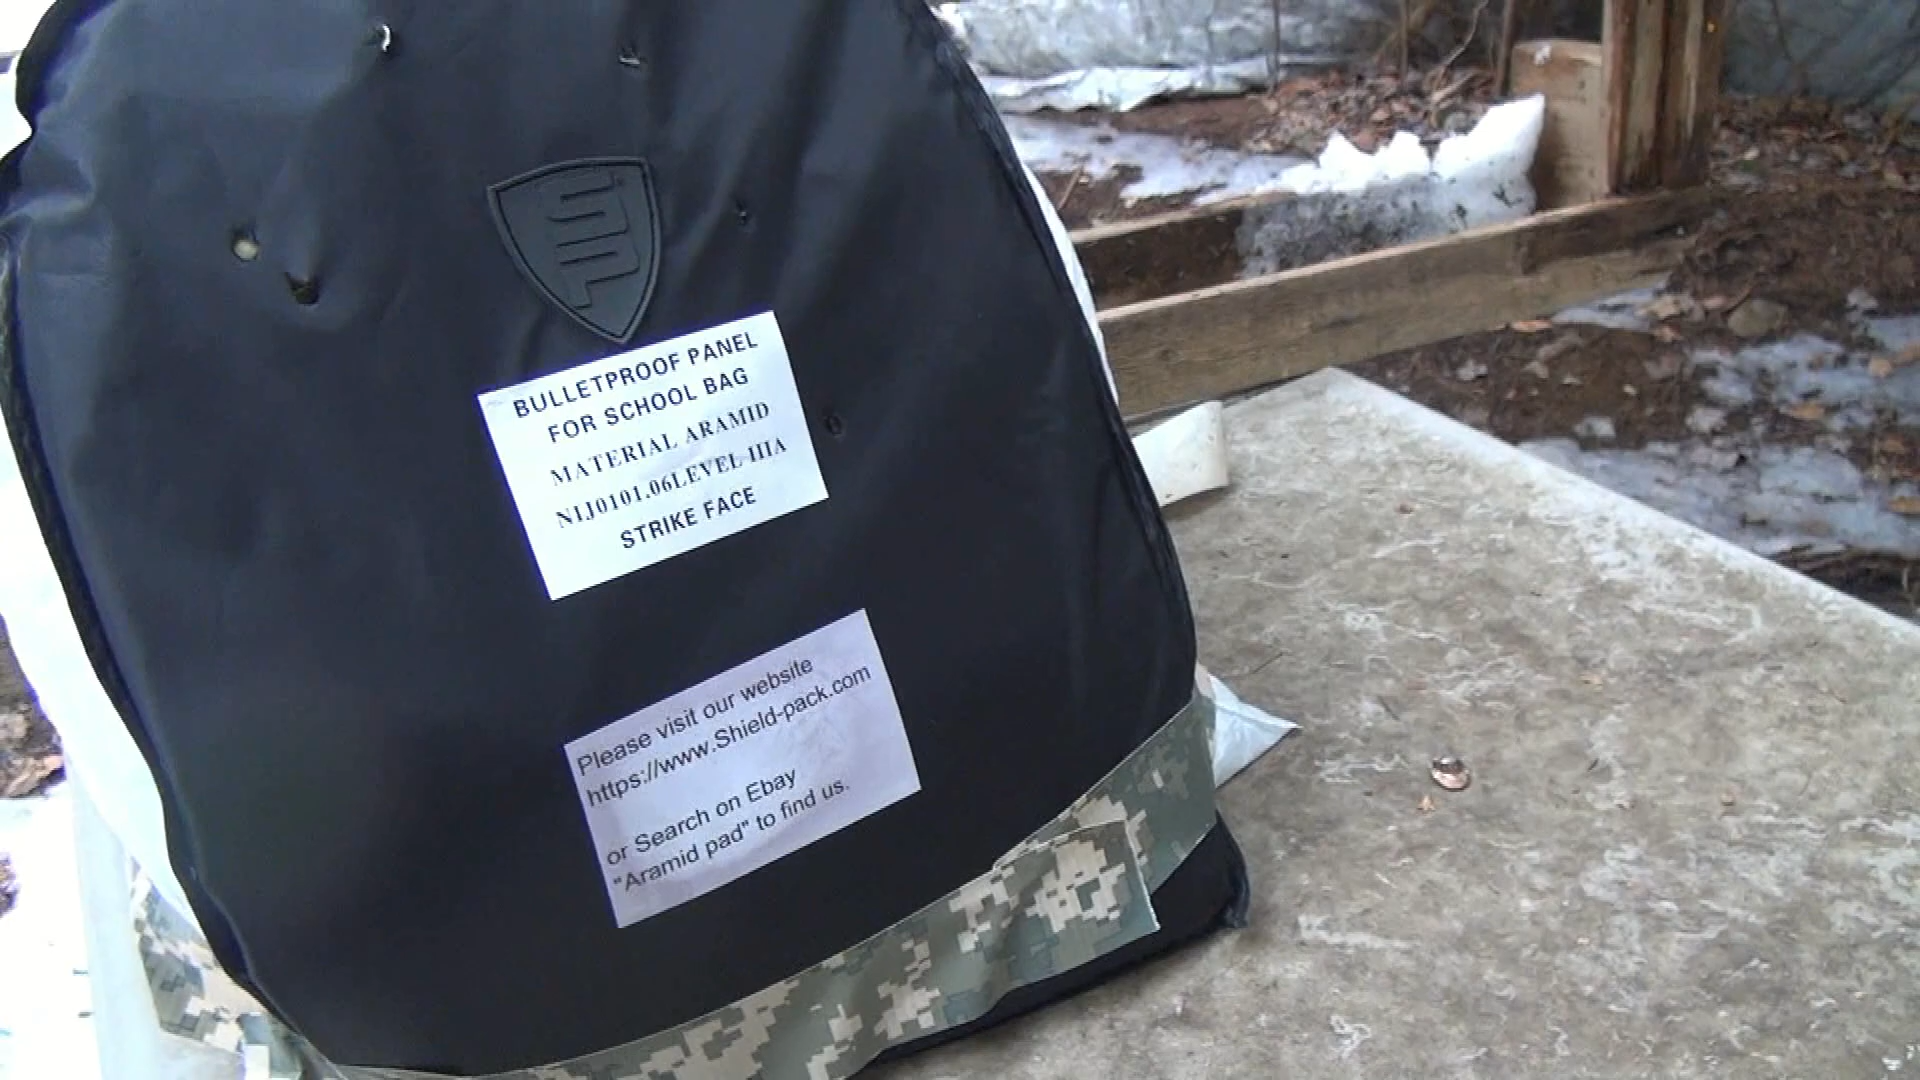 BULLETPROOF PANEL
FOR SCHOOL BAG
MATERIAL ARAMID
NIJ0101.06LEVEL IIIA
STRIKE FACE
Please visit our website
https://www.Shield-pack.com
or Search on Ebay
"Aramid pad" to find us.